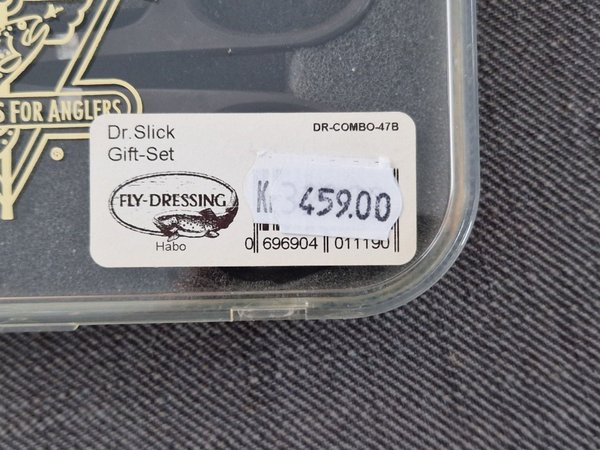 S FOR ANGLERS
®
Dr.Slick
DR-COMBO-47B
Gift-Set
FLY-DRESSING
Habo
459.00
0 696904 011190